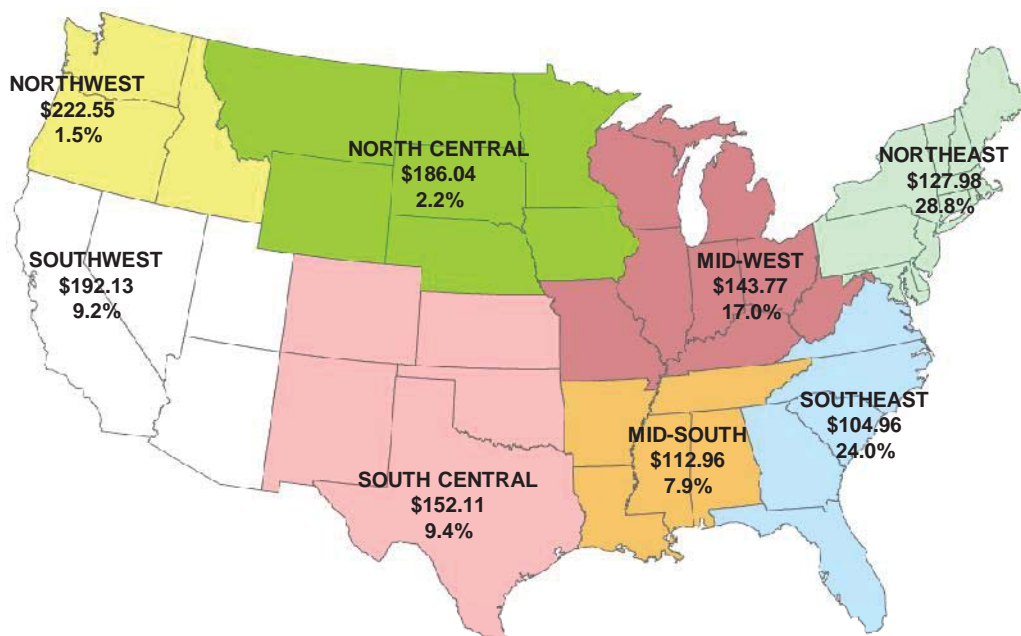 NORTHWEST
$222.55
1.5%
NORTH CENTRAL
$186.04
2.2%
NORTHEAST
$127.98
28.8%
SOUTHWEST
$192.13
9.2%
MID-WEST
$143.77
17.0%
SOUTHEAST
$104.96
24.0%
MID-SOUTH
$112.96
7.9%
SOUTH CENTRAL
$152.11
9.4%